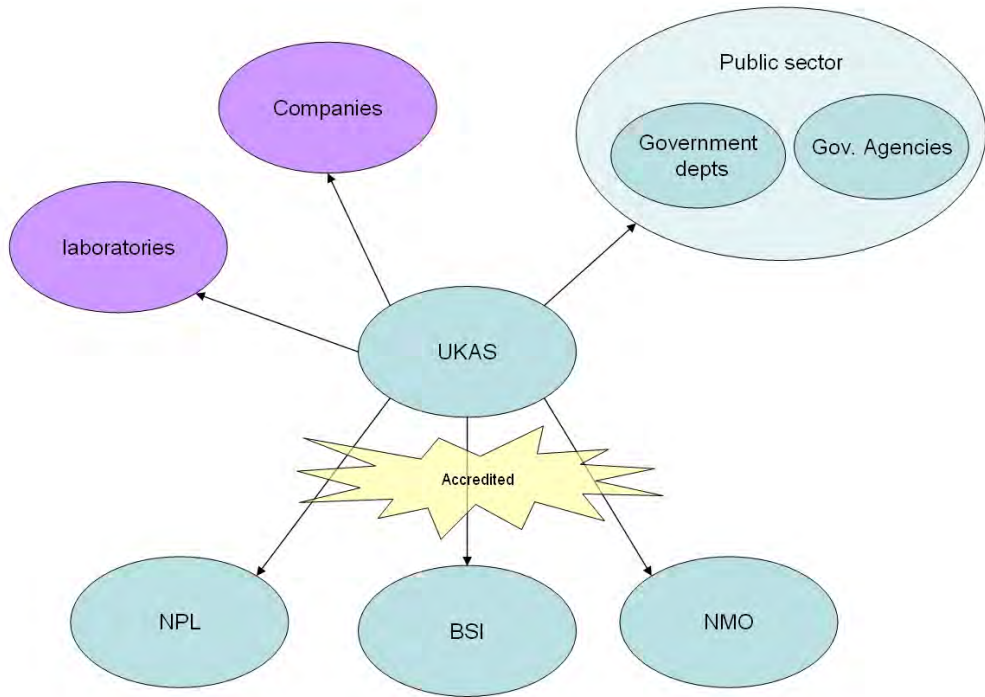 Public sector
Companies
Government
depts
Gov. Agencies
laboratories
UKAS
Accredited
NPL
BSI
NMO